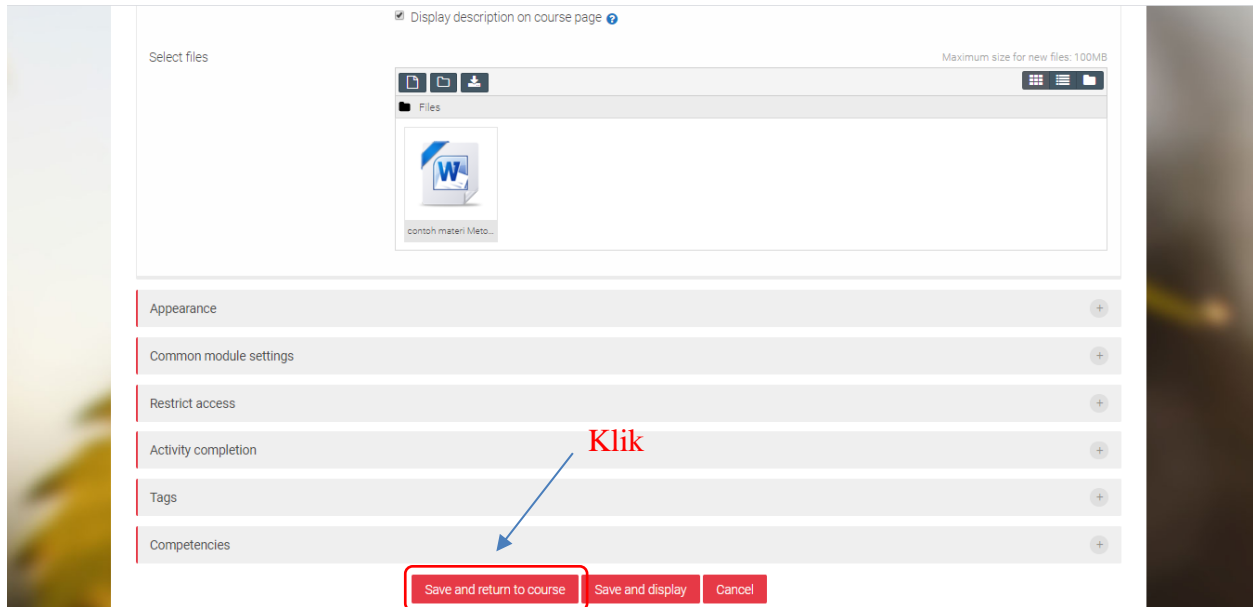 Display description on course page
Select files
Maximum size for new files: 100MB
Files
W
contoh materi Meto...
Appearance
Common module settings
Restrict access
Klik
Activity completion
Tags
Competencies
Save and return to course
Save and display
Cancel